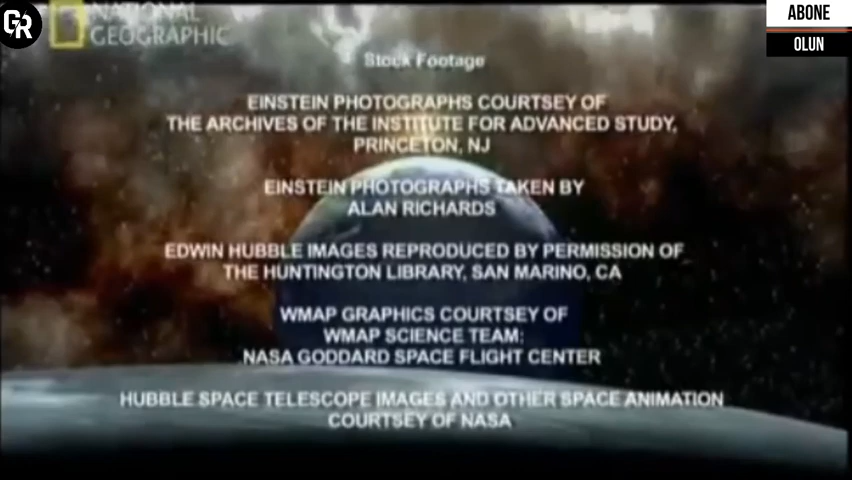 GR
NATIONAL
GEOGRAPHIC
ABONE
OLUN
Stock Footage
EINSTEIN PHOTOGRAPHS COURTSEY OF
THE ARCHIVES OF THE INSTITUTE FOR ADVANCED STUDY,
PRINCETON, NJ
EINSTEIN PHOTOGRAPHS TAKEN BY
ALAN RICHARDS
EDWIN HUBBLE IMAGES REPRODUCED BY PERMISSION OF
THE HUNTINGTON LIBRARY, SAN MARINO, CA
WMAP GRAPHICS COURTSEY OF
WMAP SCIENCE TEAM:
NASA GODDARD SPACE FLIGHT CENTER
HUBBLE SPACE TELESCOPE IMAGES AND OTHER SPACE ANIMATION
COURTSEY OF NASA